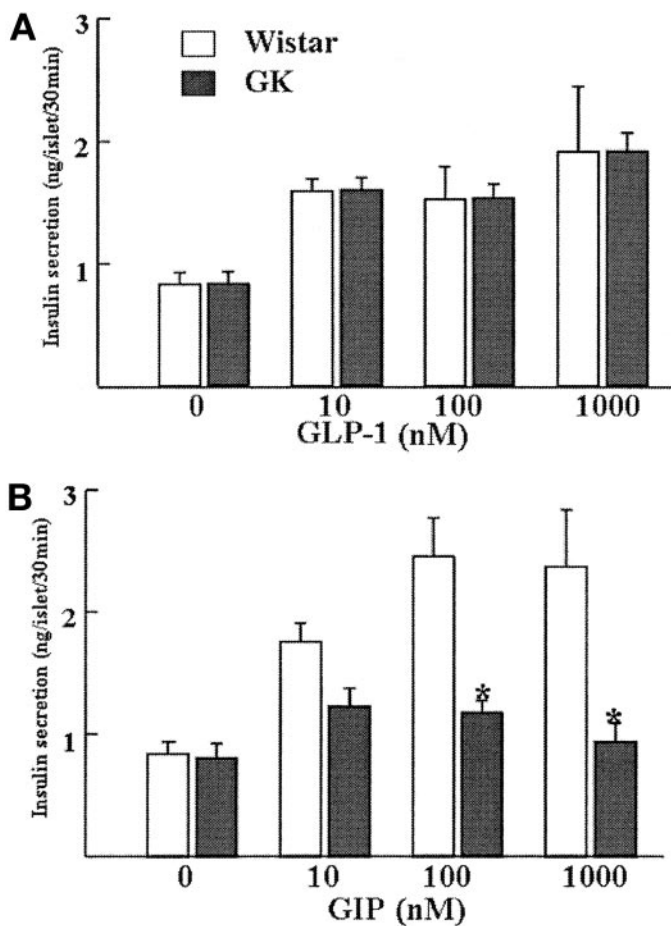 A
Insulin secretion (ng/islet/30min)
3
2
1
Wistar
GK
0 10 100 1000
GLP-1 (nM)
B
Insulin secretion (ng/islet/30min)
3
2
1
*
*
0 10 100 1000
GIP (nM)